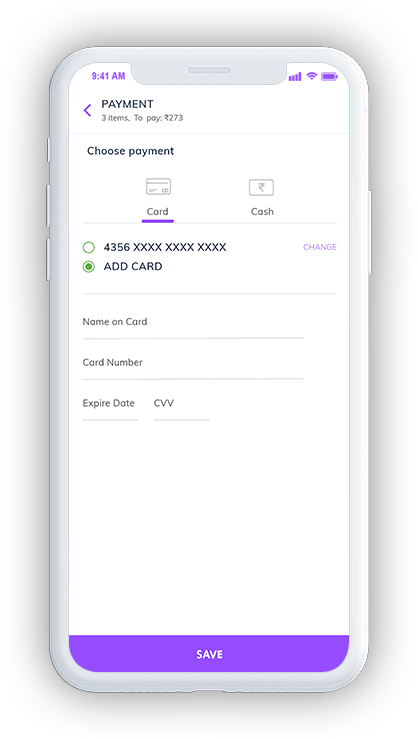 9:41 AM
PAYMENT
3 items, To pay: ₹273
Choose payment
₹
Card Cash
4356 XXXX XXXX XXXX CHANGE
ADD CARD
Name on Card
Card Number
Expire Date CVV
SAVE